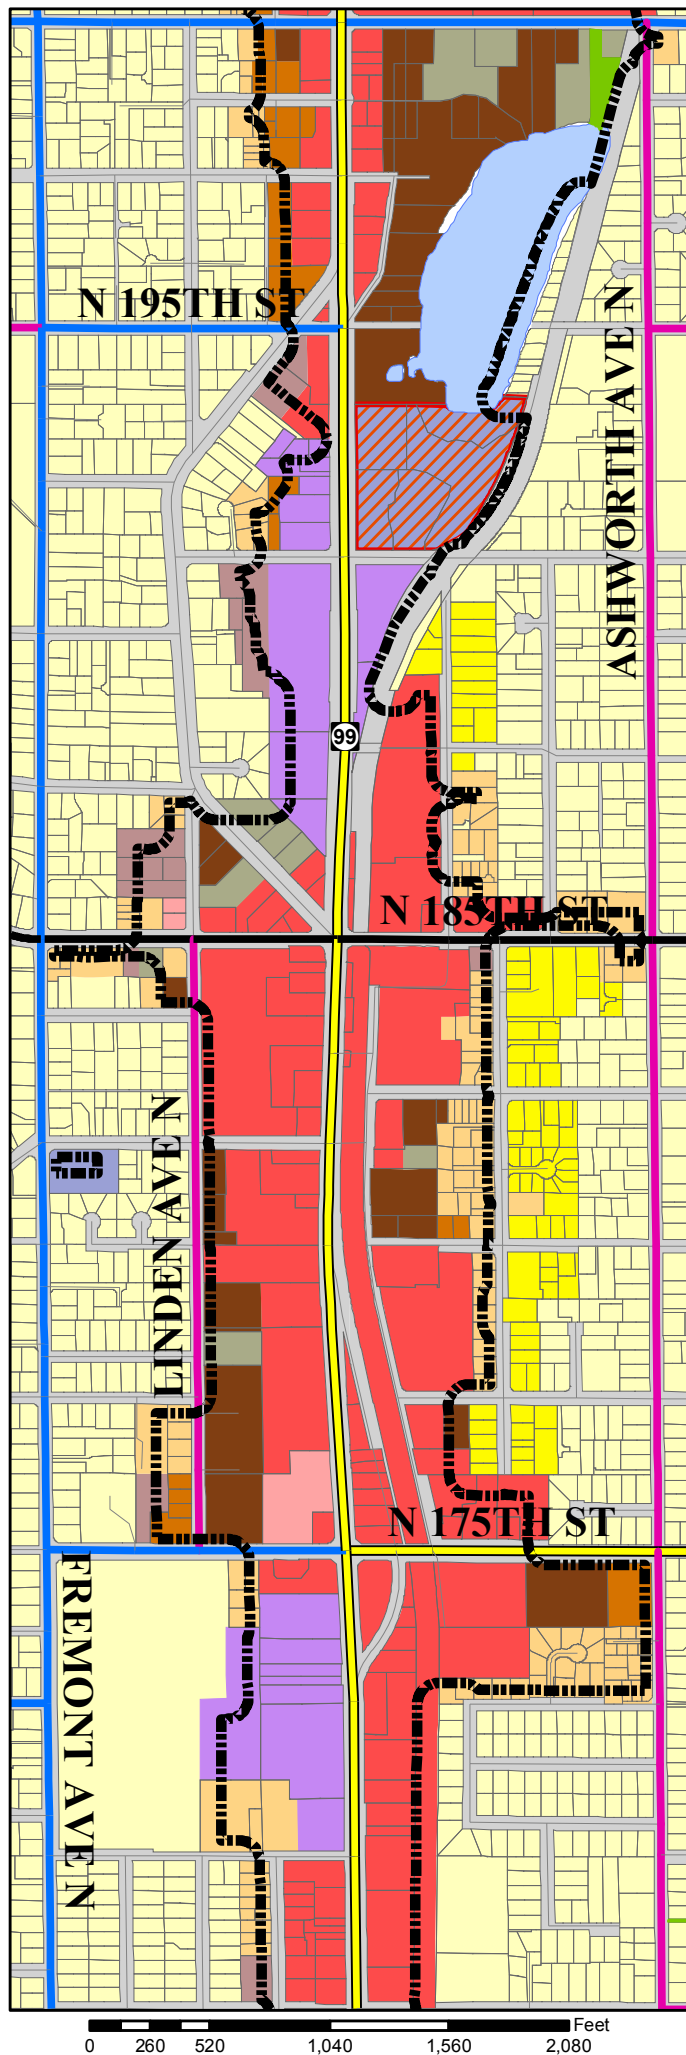 N 195TH ST
ASHWORTH AVE N
99
N 185TH ST
LINDEN AVE N
N 175TH ST
FREMONT AVE N
Feet
0 260 520 1,040 1,560 2,080